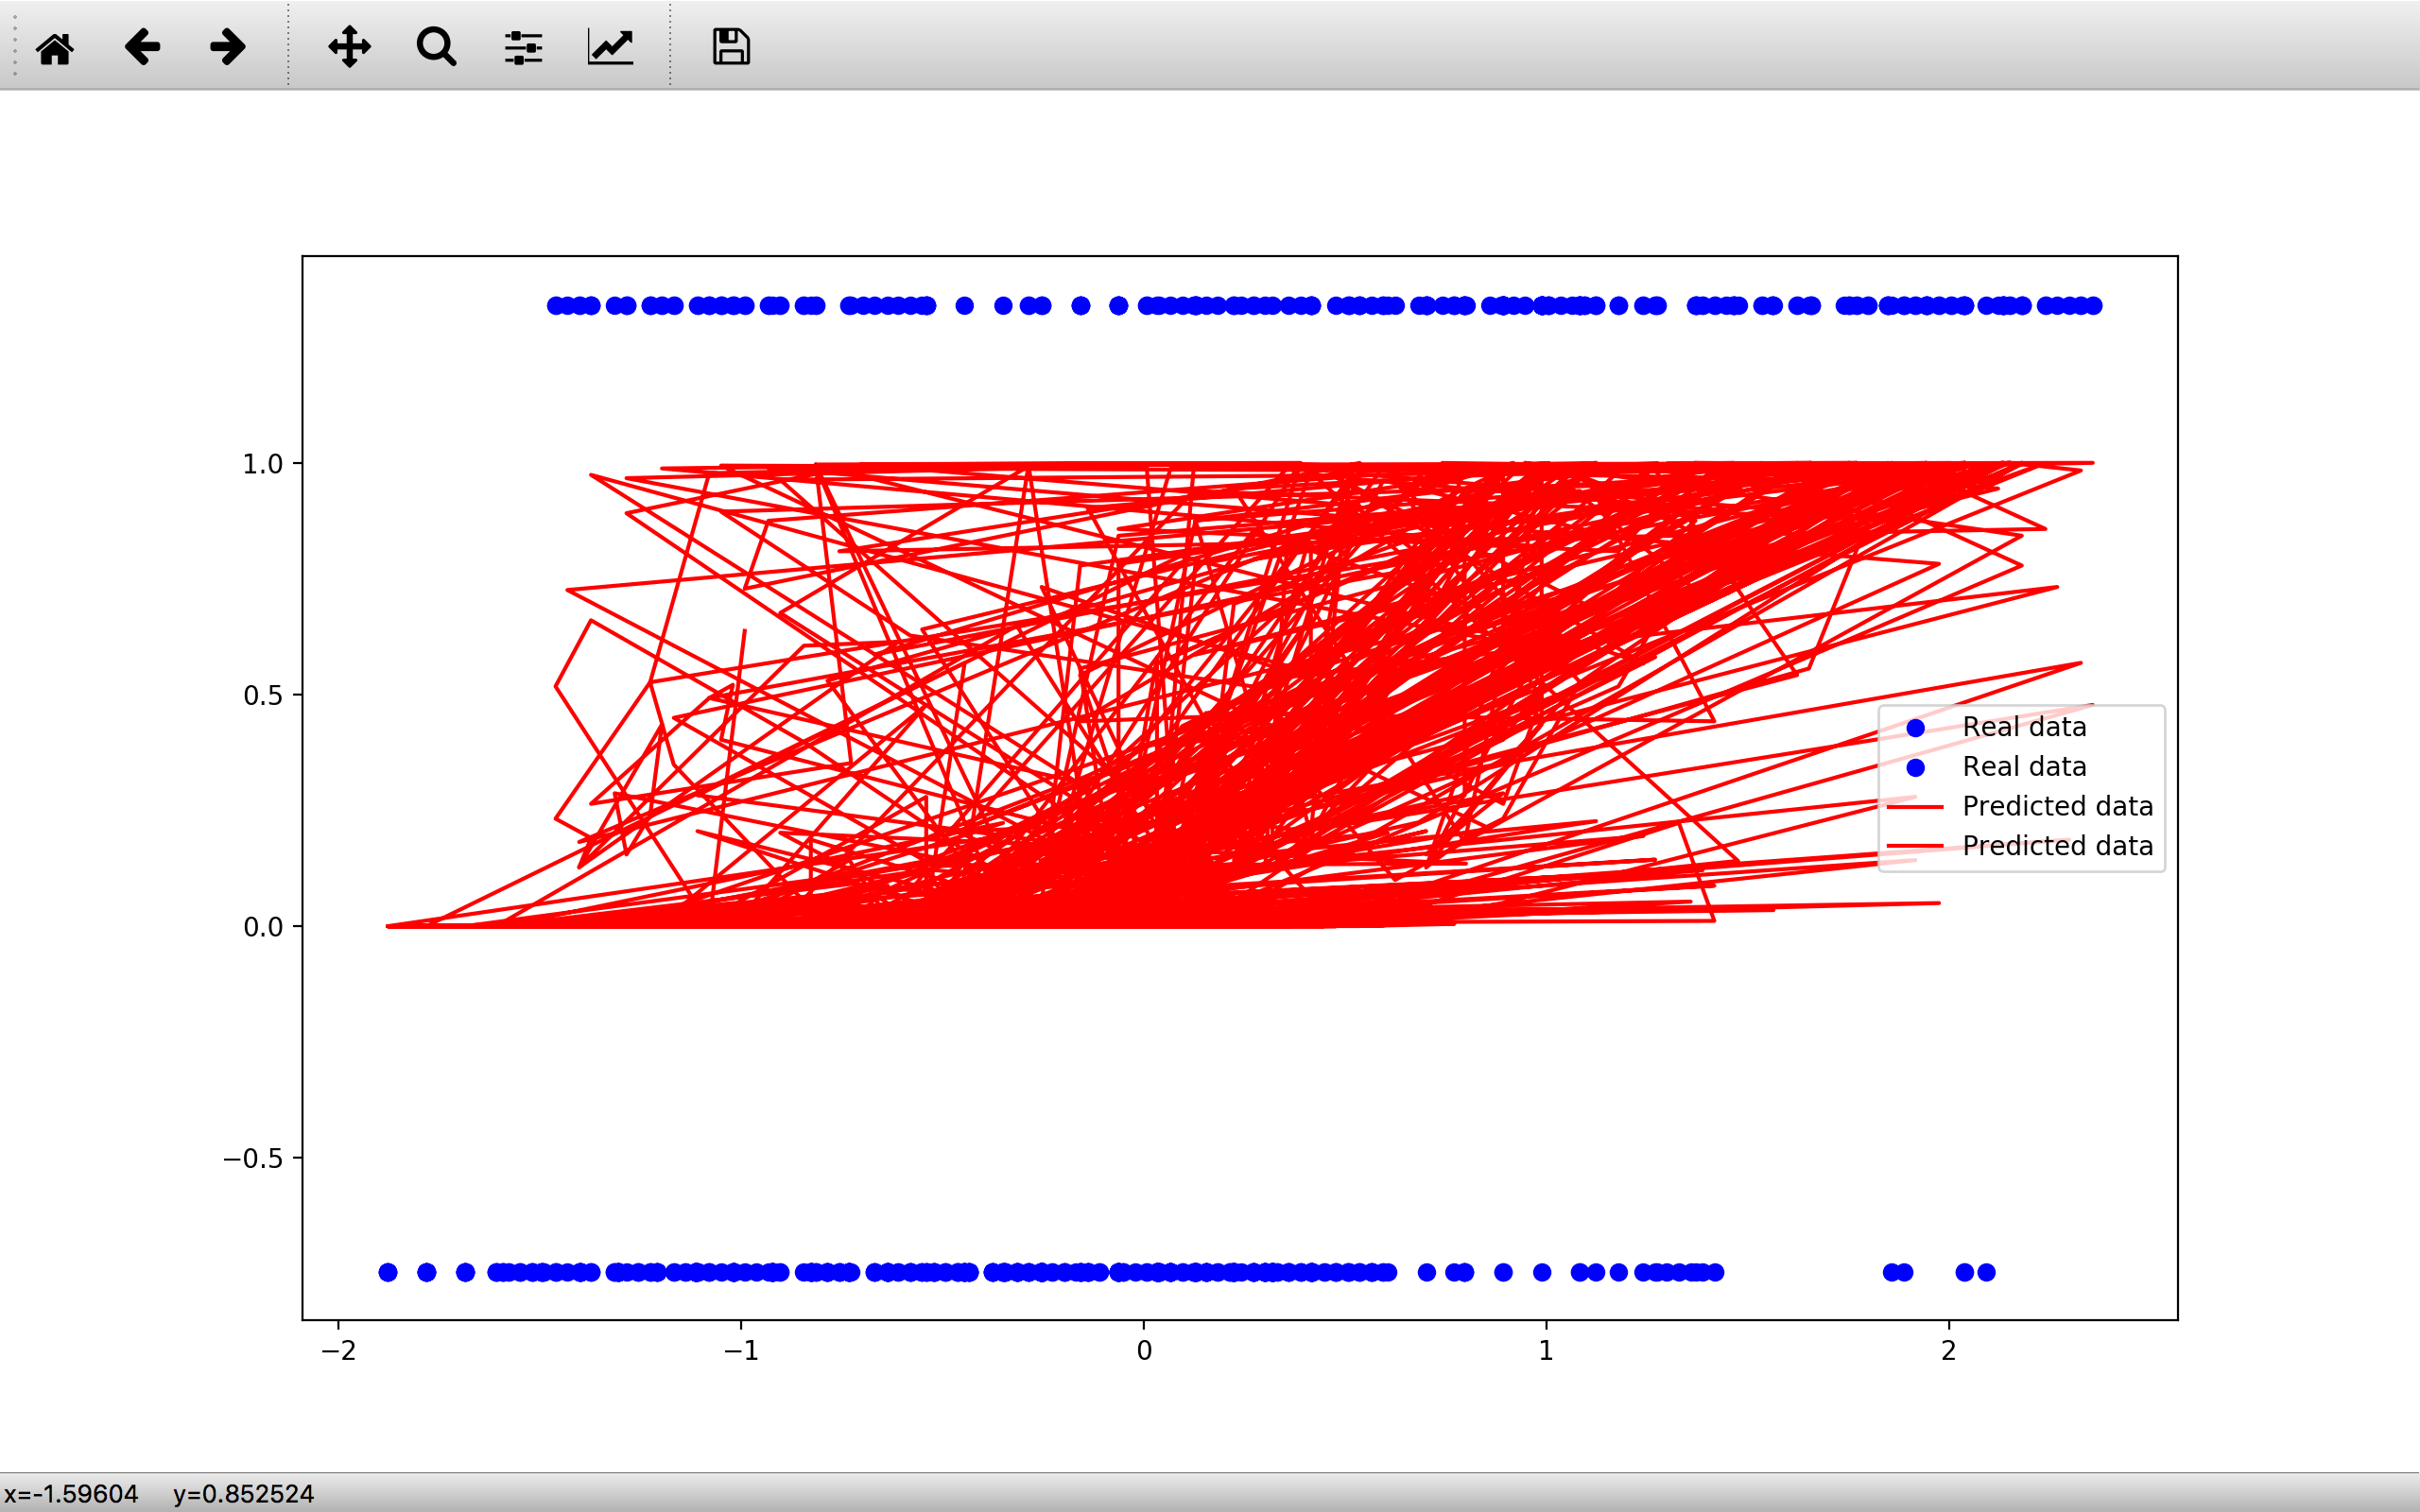 1.0
0.5
0.0
−0.5
−2
−1
0
1
2
Real data
Real data
Predicted data
Predicted data
x=-1.59604 y=0.852524